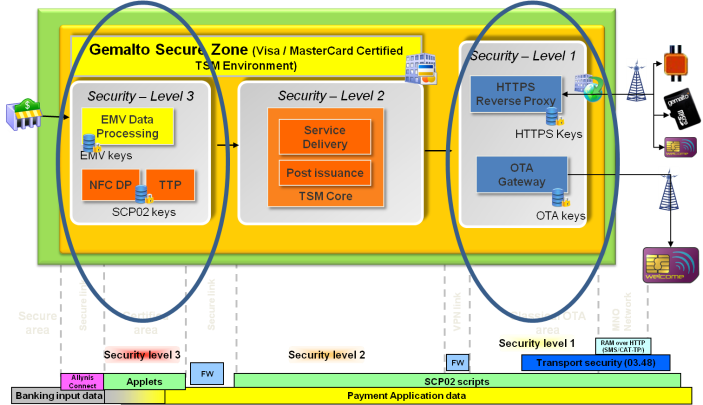 Gemalto Secure Zone (Visa / MasterCard Certified
TSM Environment)
Security – Level 1
Security – Level 3
Security – Level 2
HTTPS
Reverse Proxy
HTTPS Keys
EMV Data
Processing
EMV keys
Service
Delivery
Post issuance
TSM Core
NFC DP
TTP
SCP02 keys
OTA
Gateway
OTA keys
gemalto
welcome
welcome
Secure
area
Secure link
area
Secure link
VPN link
OTA
area
MNO
Network
Security level 3
Security level 2
Security level 1
RAM over HTTP
(SMS/CAT-TP)
Transport security (03.48)
FW
FW
Allynis
Connect
Applets
SCP02 scripts
Banking input data
Payment Application data